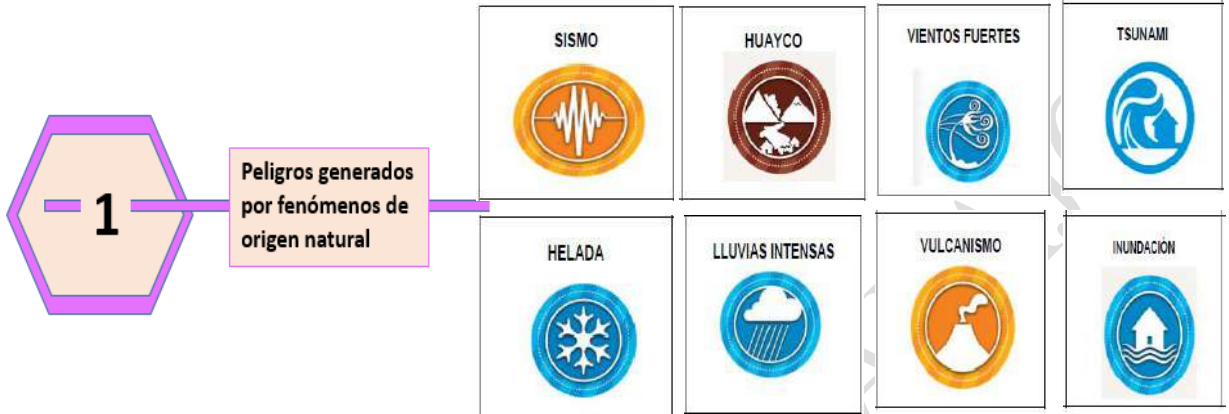 1
Peligros generados
por fenómenos de
origen natural
SISMO
HUAYCO
VIENTOS FUERTES
TSUNAMI
HELADA
LLUVIAS INTENSAS
VULCANISMO
INUNDACIÓN